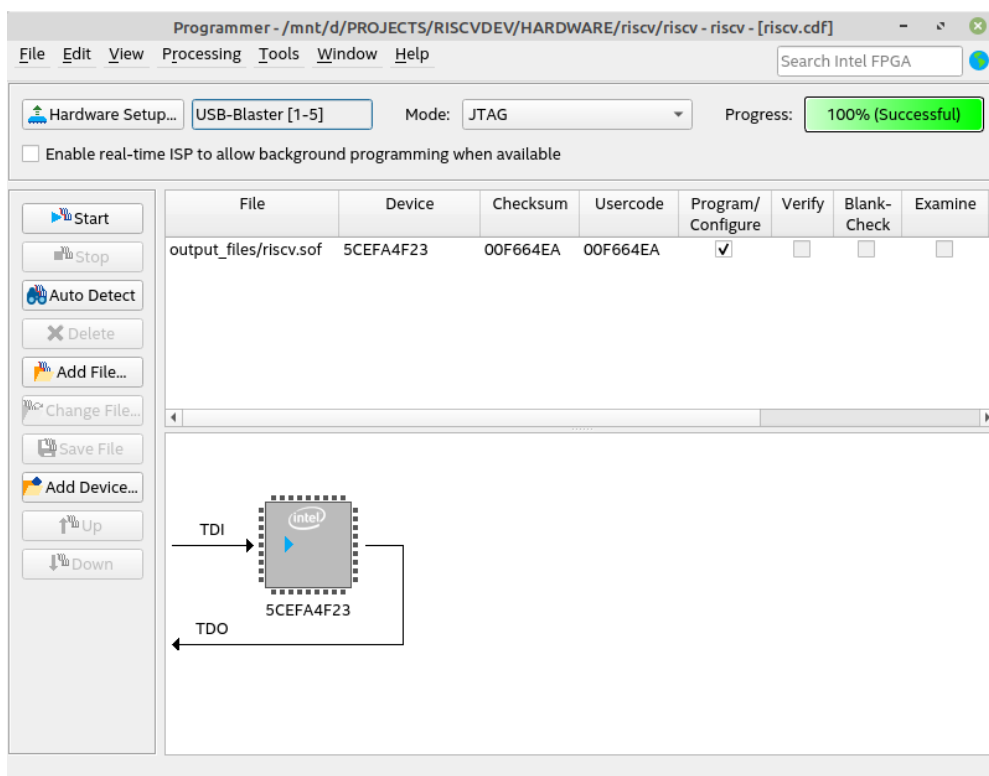 Programmer - /mnt/d/PROJECTS/RISCVDEV/HARDWARE/riscv/riscv - riscv - [riscv.cdf]
File Edit View Processing Tools Window Help
Search Intel FPGA
Hardware Setup... USB-Blaster [1-5] Mode: JTAG Progress: 100% (Successful)
Enable real-time ISP to allow background programming when available
Start
Stop
Auto Detect
Delete
Add File...
Change File...
Save File
Add Device...
Up
Down
File Device Checksum Usercode Program/ Verify Blank- Examine
Configure Check
output_files/riscv.sof 5CEFA4F23 00F664EA 00F664EA
intel
TDI
5CEFA4F23
TDO